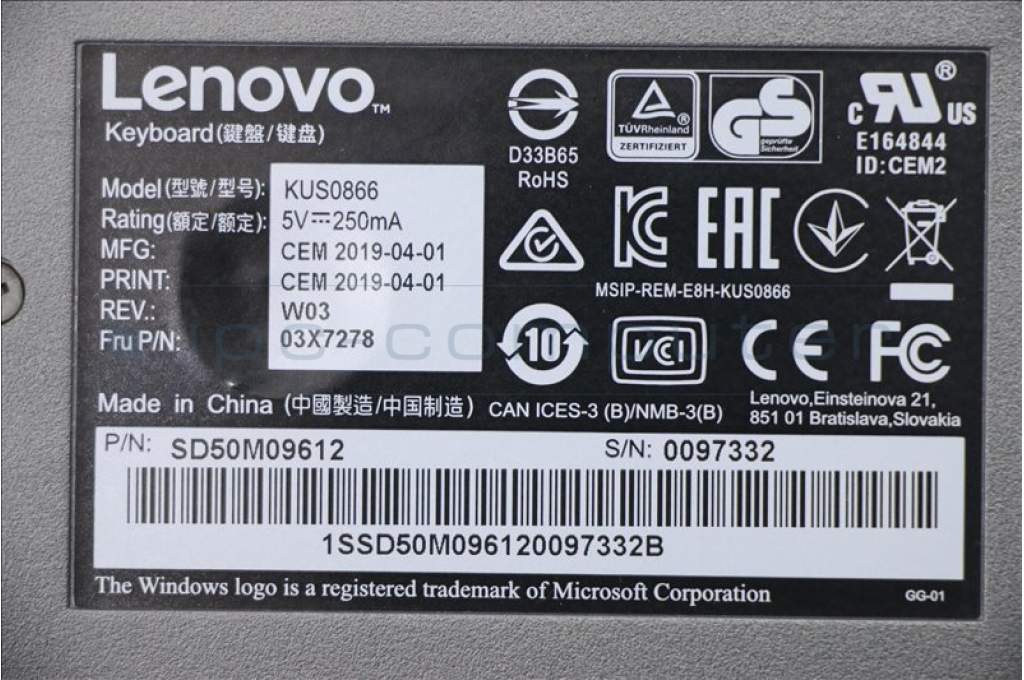 Lenovo™
Keyboard(鍵盤/键盘)
Model(型號/型号): KUS0866
Rating(額定/额定): 5V⎓250mA
MFG: CEM 2019-04-01
PRINT: CEM 2019-04-01
REV.: W03
Fru P/N: 03X7278
Made in China (中國製造/中国制造)
D33B65
RoHS
TÜVRheinland®
ZERTIFIZIERT
GS
geprüfte
Sicherheit
c RU® US
E164844
ID:CEM2
KC
EAC
MSIP-REM-E8H-KUS0866
10
VCI
CE
FC
CAN ICES-3 (B)/NMB-3(B)
Lenovo,Einsteinova 21,
851 01 Bratislava,Slovakia
P/N: SD50M09612 S/N: 0097332
1SSD50M096120097332B
The Windows logo is a registered trademark of Microsoft Corporation
GG-01